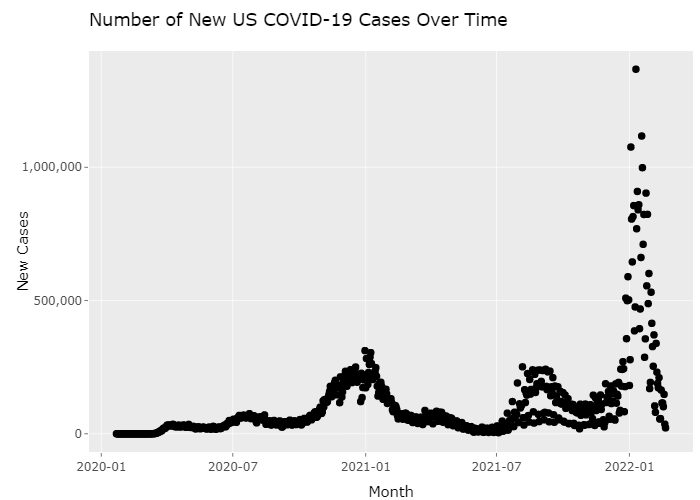 Number of New US COVID-19 Cases Over Time
1,000,000
500,000
0
New Cases
2020-01
2020-07
2021-01
2021-07
2022-01
Month